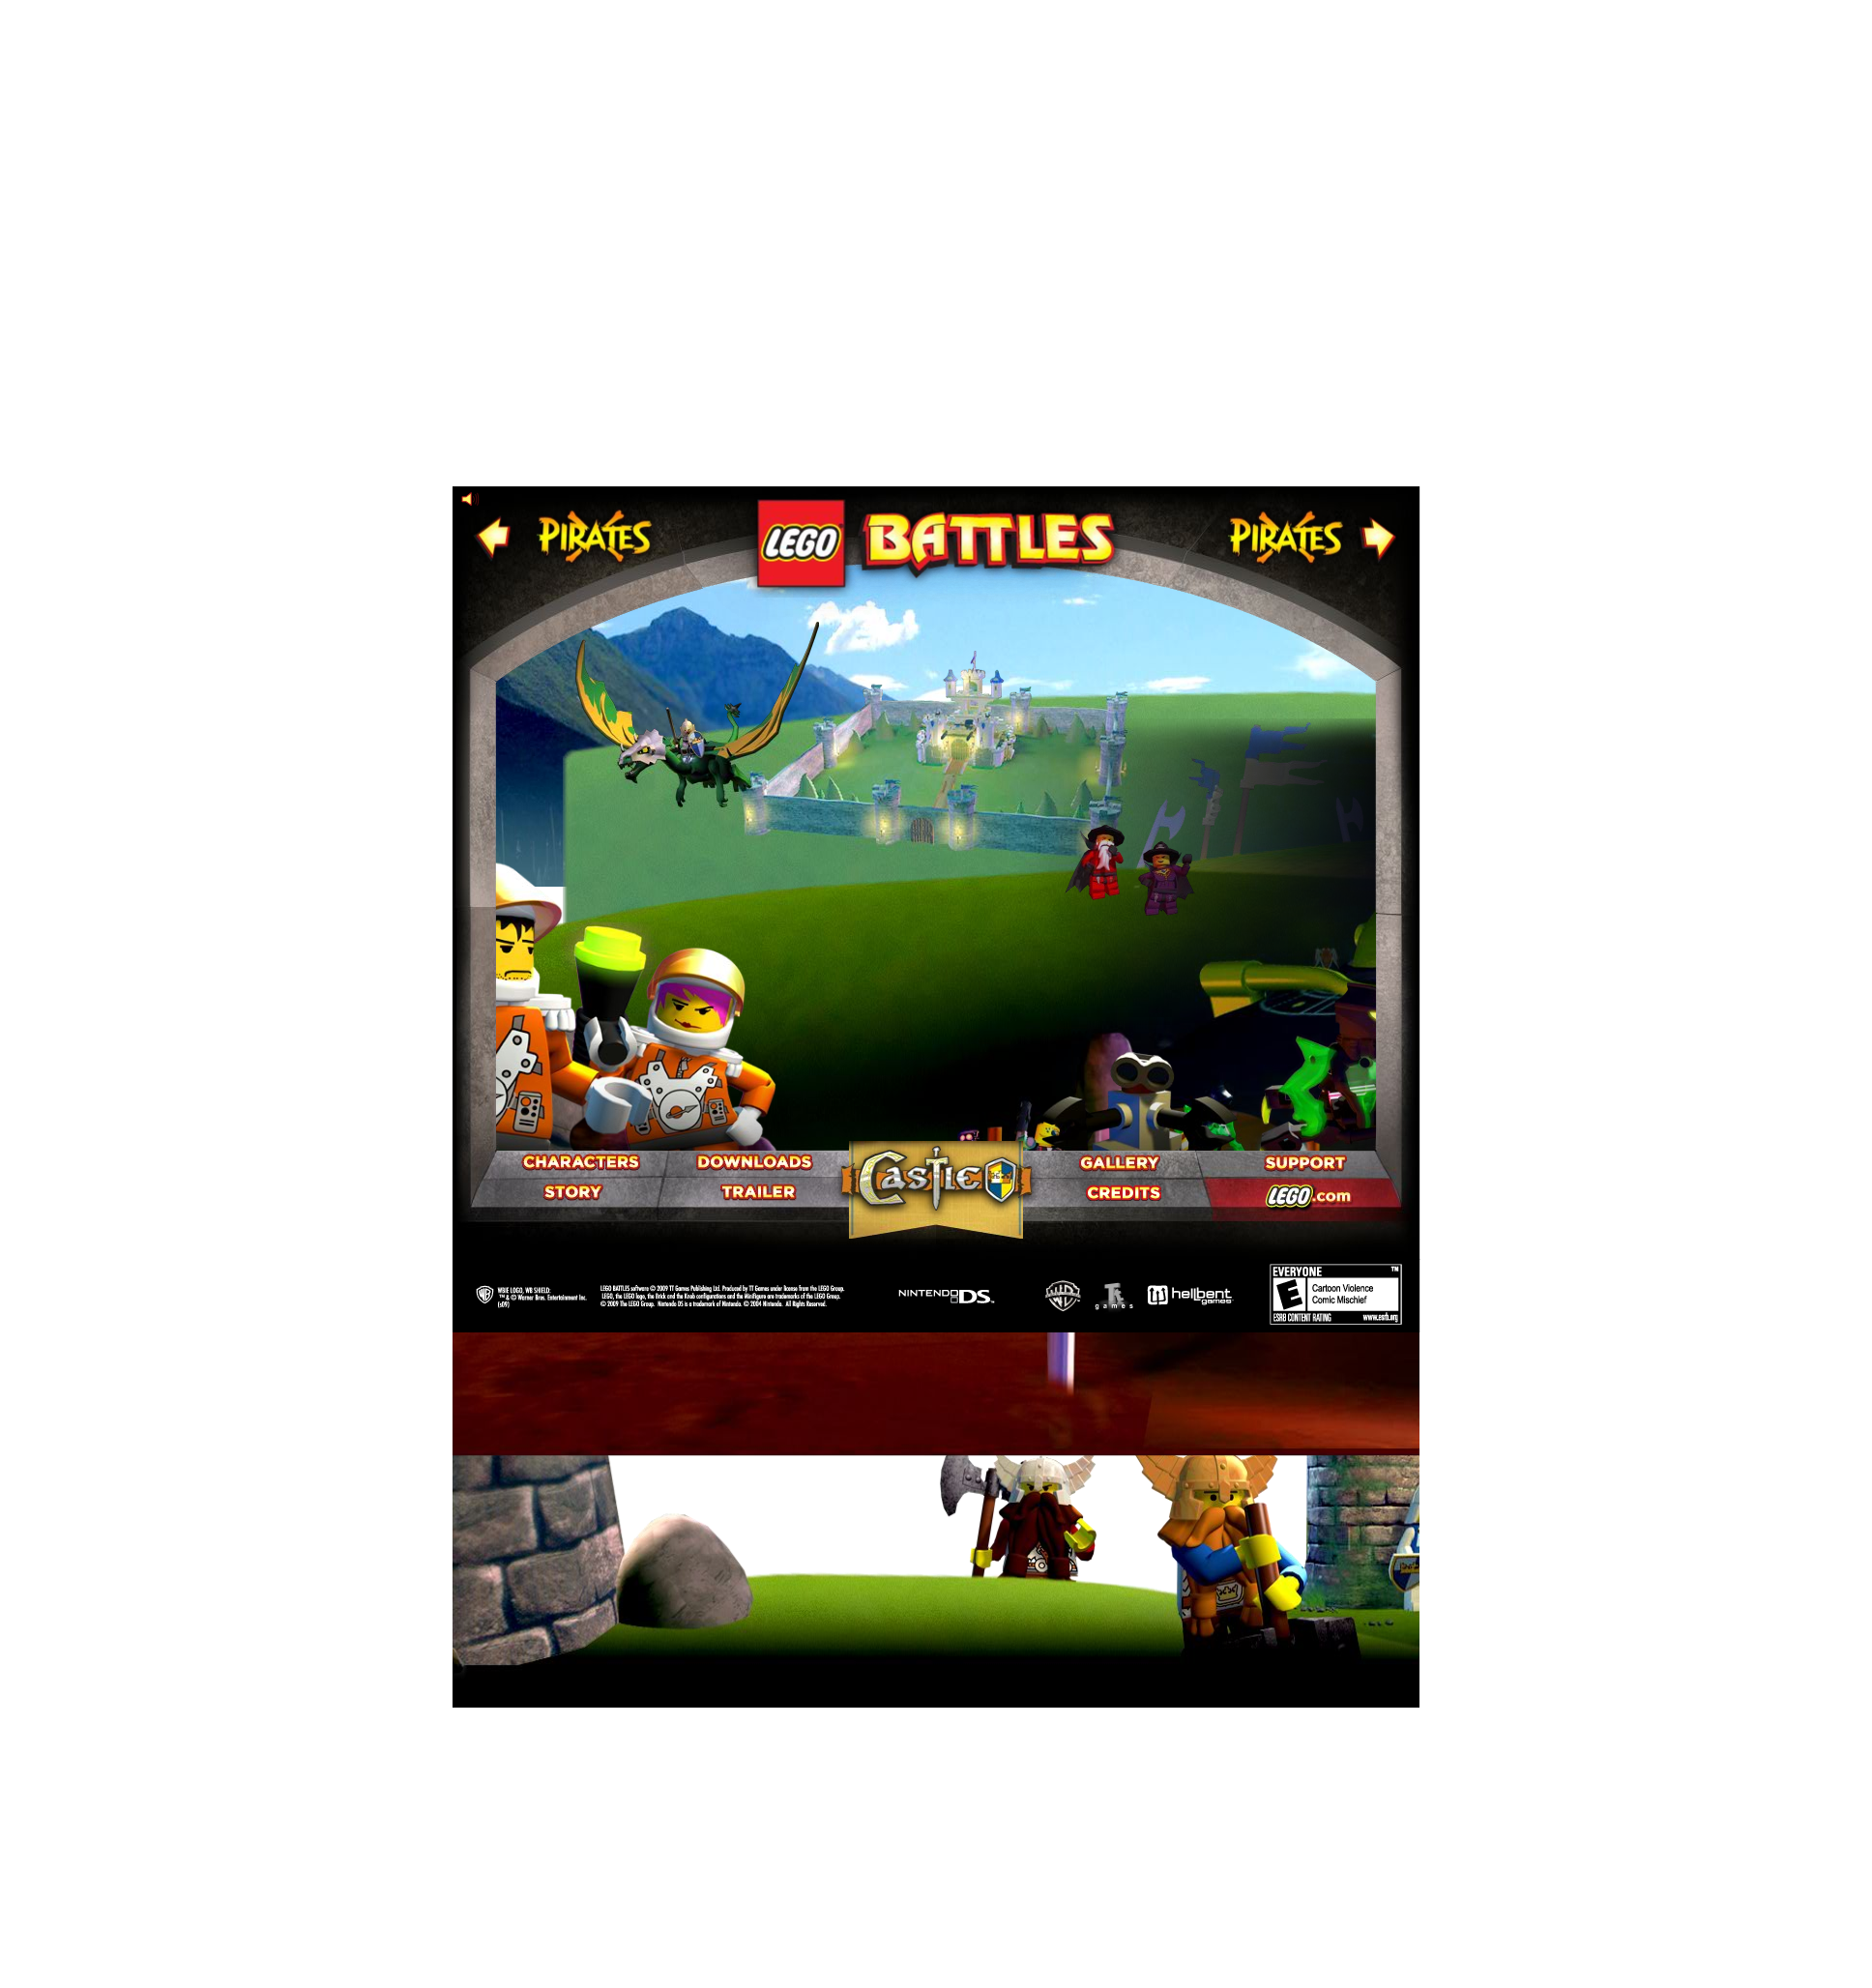 PIRATES
LEGO BATTLES
PIRATES
CHARACTERS
DOWNLOADS
GALLERY
SUPPORT
Castle
STORY
TRAILER
CREDITS
LEGO.com
WBIE LOGO, WB SHIELD:
™ & © Warner Bros. Entertainment Inc.
(s09)
LEGO BATTLES software © 2009 TT Games Publishing Ltd. Produced by TT Games under license from the LEGO Group.
LEGO, the LEGO logo, the Brick and the Knob configurations and the Minifigure are trademarks of the LEGO Group.
© 2009 The LEGO Group. Nintendo DS is a trademark of Nintendo. © 2004 Nintendo. All Rights Reserved.
NINTENDO DS™
games
hellbent
games
EVERYONE ™
E
Cartoon Violence
Comic Mischief
ESRB CONTENT RATING www.esrb.org